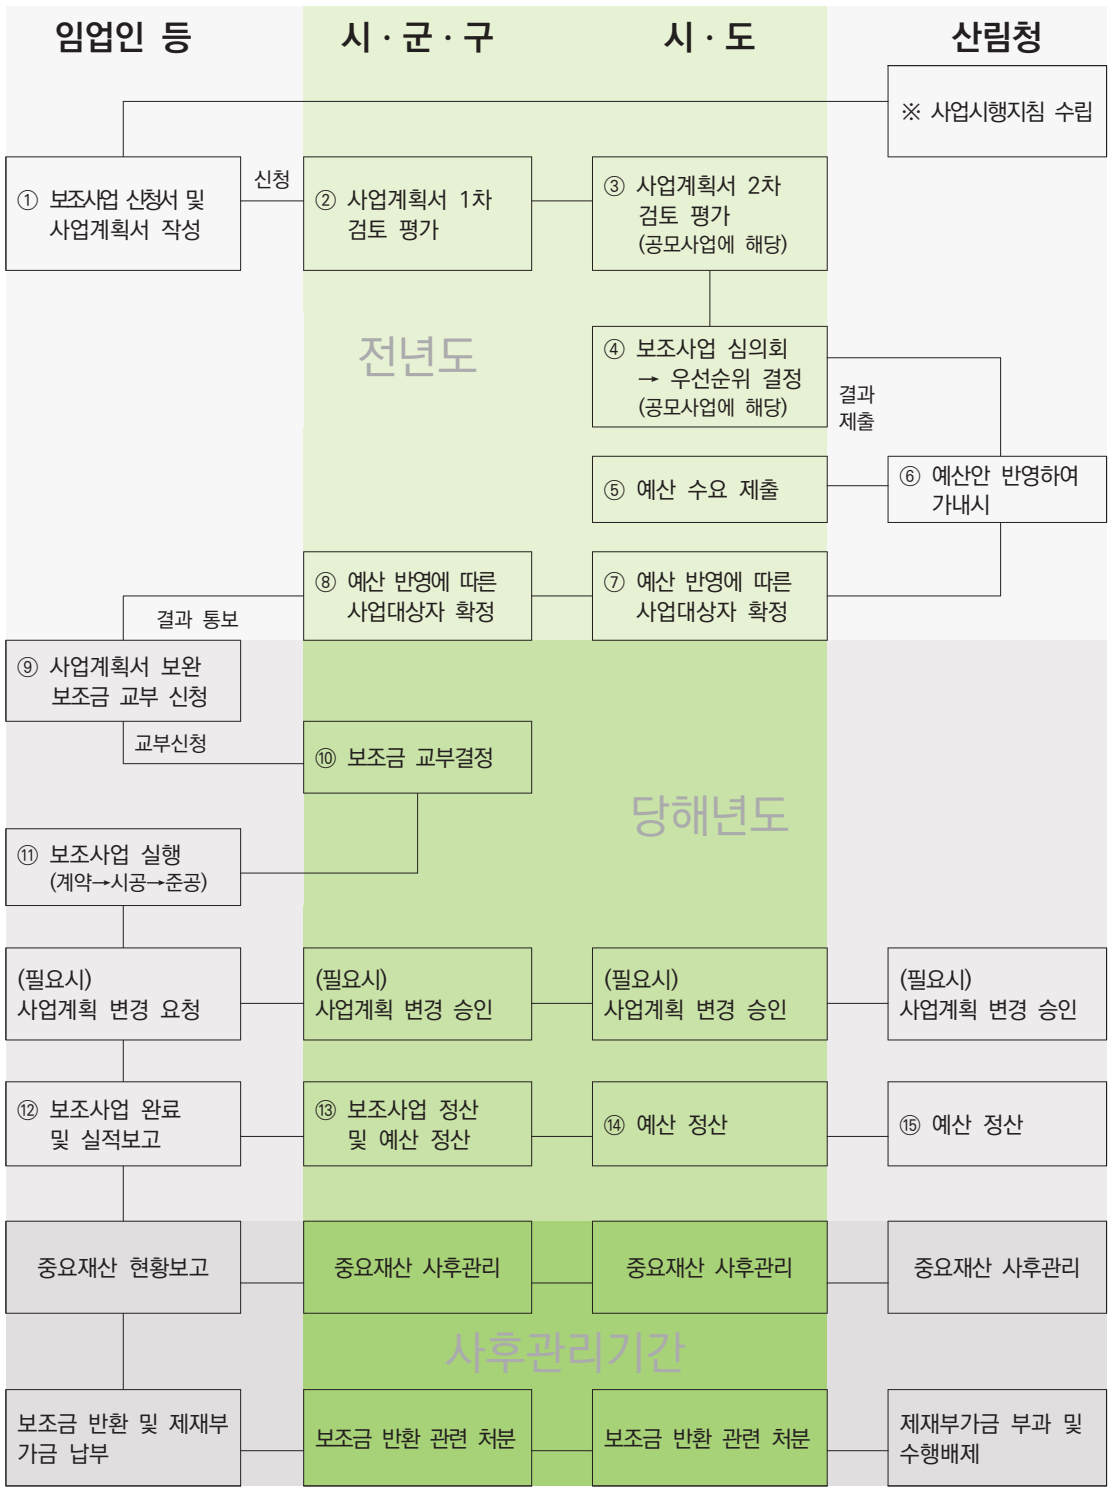 임업인 등
시 · 군 · 구
시 · 도
산림청
※ 사업시행지침 수립
① 보조사업 신청서 및
사업계획서 작성
신청
② 사업계획서 1차
검토 평가
③ 사업계획서 2차
검토 평가
(공모사업에 해당)
전년도
④ 보조사업 심의회
→ 우선순위 결정
(공모사업에 해당)
결과
제출
⑤ 예산 수요 제출
⑥ 예산안 반영하여
가내시
⑧ 예산 반영에 따른
사업대상자 확정
⑦ 예산 반영에 따른
사업대상자 확정
결과 통보
⑨ 사업계획서 보완
보조금 교부 신청
교부신청
⑩ 보조금 교부결정
당해년도
⑪ 보조사업 실행
(계약→시공→준공)
(필요시)
사업계획 변경 요청
(필요시)
사업계획 변경 승인
(필요시)
사업계획 변경 승인
(필요시)
사업계획 변경 승인
⑫ 보조사업 완료
및 실적보고
⑬ 보조사업 정산
및 예산 정산
⑭ 예산 정산
⑮ 예산 정산
중요재산 현황보고
중요재산 사후관리
중요재산 사후관리
중요재산 사후관리
사후관리기간
보조금 반환 및 제재부
가금 납부
보조금 반환 관련 처분
보조금 반환 관련 처분
제재부가금 부과 및
수행배제